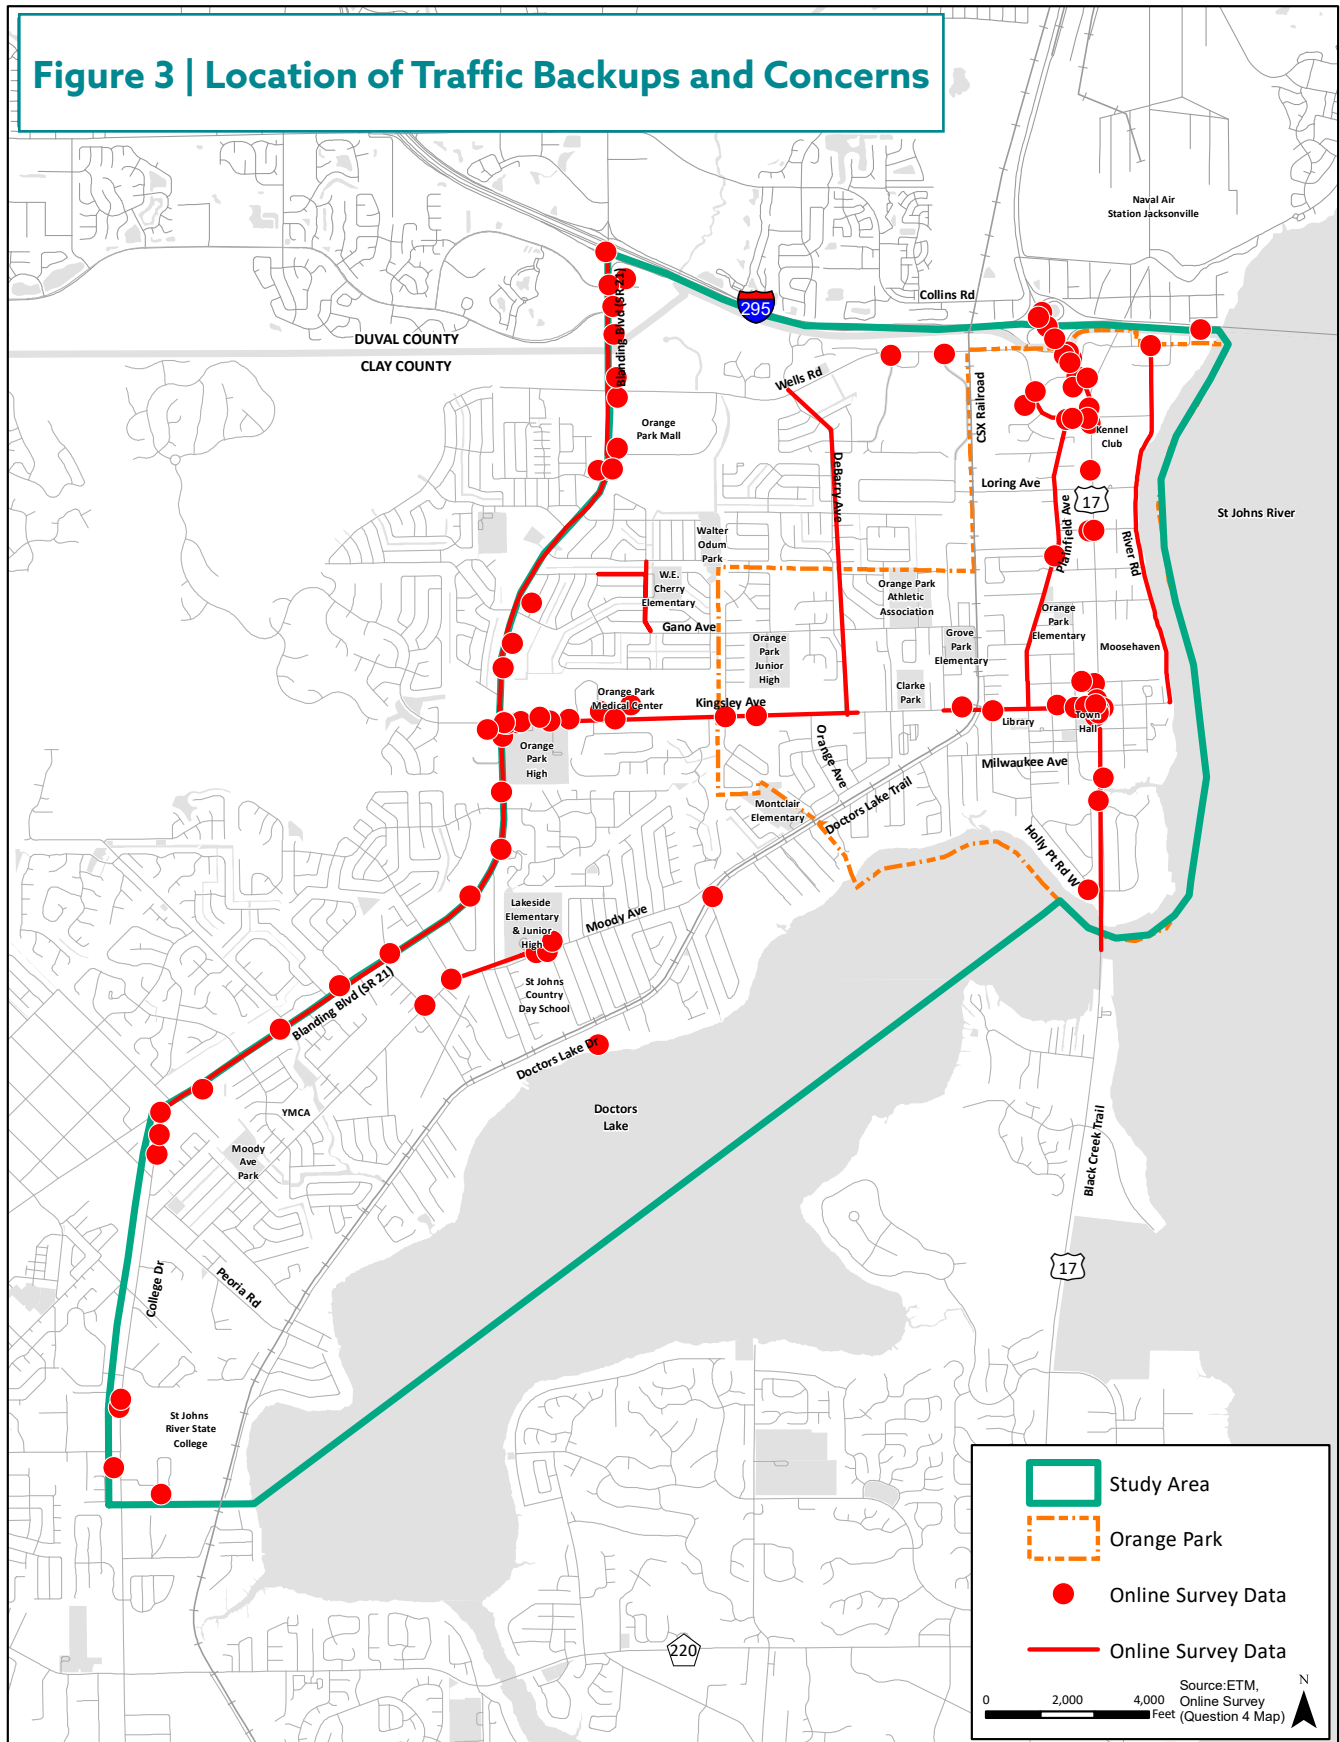 Figure 3 | Location of Traffic Backups and Concerns
Naval Air
Station Jacksonville
Collins Rd
295
Blanding Blvd (SR 21)
DUVAL COUNTY
CLAY COUNTY
Wells Rd
CSX Railroad
Orange
Park Mall
Kennel
Club
DeBarry Ave
Loring Ave
17
Plainfield Ave
River Rd
St Johns River
Walter
Odum
Park
W.E.
Cherry
Elementary
Orange Park
Athletic
Association
Gano Ave
Orange
Park
Junior
High
Grove
Park
Elementary
Orange
Park
Elementary
Moosehaven
Clarke
Park
Orange Park
Medical Center
Kingsley Ave
Library
Town
Hall
Orange
Park
High
Orange Ave
Milwaukee Ave
Montclair
Elementary
Doctors Lake Trail
Holly Pt Rd W
Lakeside
Elementary
& Junior
High
Moody Ave
St Johns
Country
Day School
Blanding Blvd (SR 21)
Doctors Lake Dr
Doctors
Lake
YMCA
Moody
Ave
Park
Black Creek Trail
17
College Dr
Peoria Rd
St Johns
River State
College
220
Study Area
Orange Park
Online Survey Data
Online Survey Data
0 2,000 4,000
Feet
Source:ETM,
Online Survey
(Question 4 Map)
N